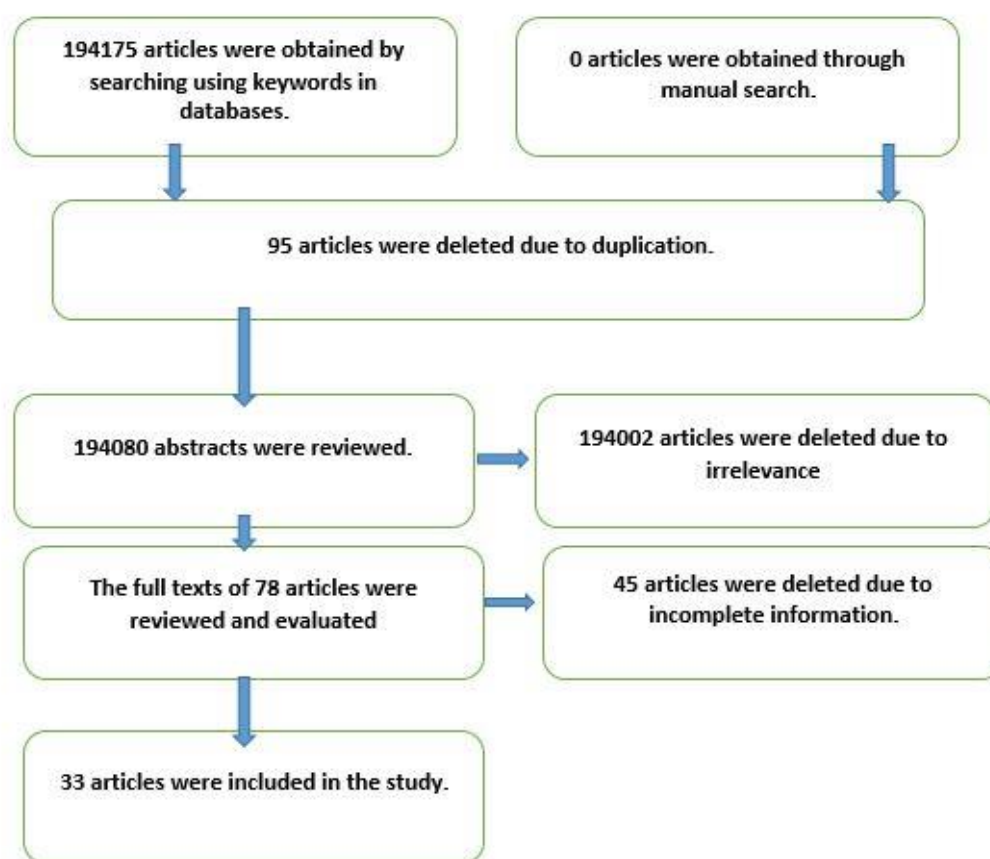 194175 articles were obtained by
searching using keywords in
databases.
0 articles were obtained through
manual search.
95 articles were deleted due to duplication.
194080 abstracts were reviewed.
194002 articles were deleted due to
irrelevance
The full texts of 78 articles were
reviewed and evaluated
45 articles were deleted due to
incomplete information.
33 articles were included in the study.